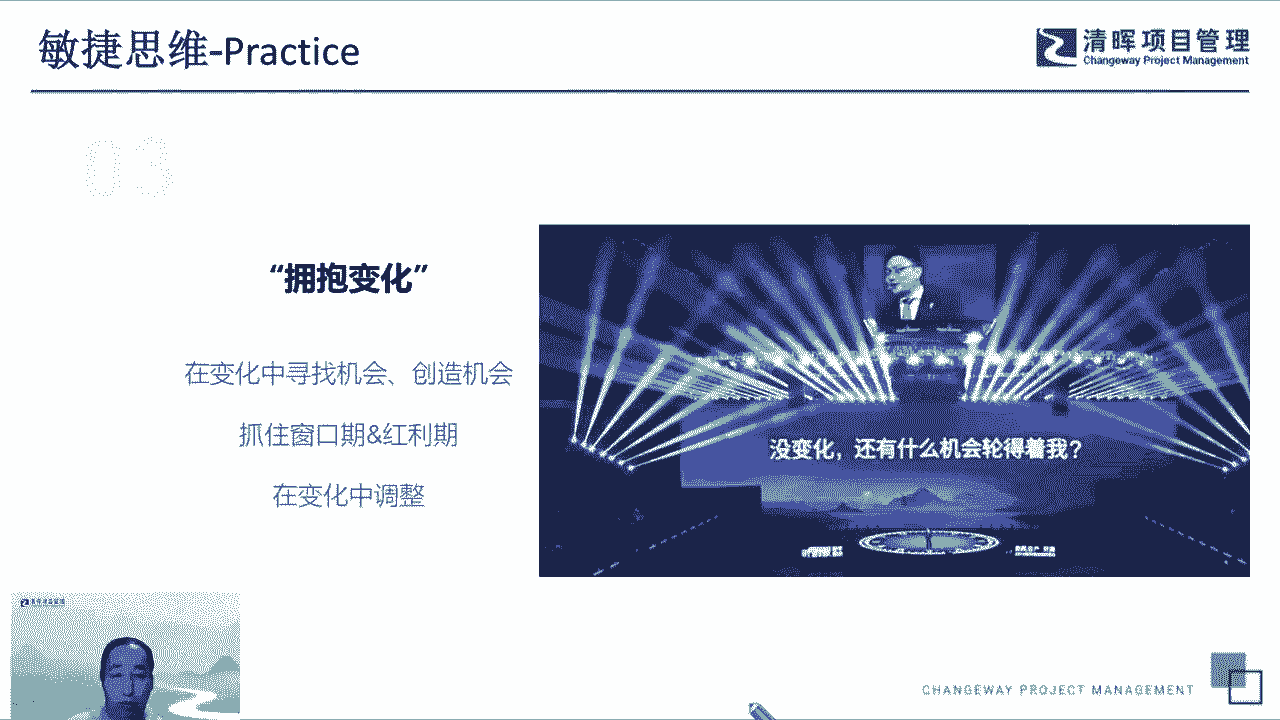 敏捷思维-Practice
清晖项目管理
Changeway Project Management
03
“拥抱变化”
在变化中寻找机会、创造机会
抓住窗口期&红利期
在变化中调整
没变化，还有什么机会轮得着我？
CHANGEWAY PROJECT MANAGEMENT